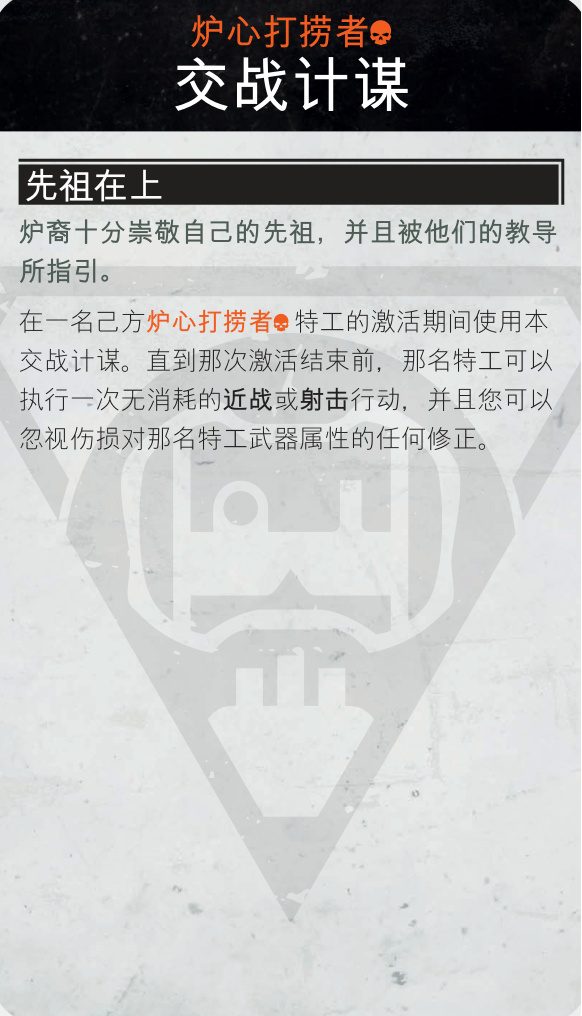 炉心打捞者
交战计谋
先祖在上
炉裔十分崇敬自己的先祖，并且被他们的教导
所指引。
在一名己方炉心打捞者 特工的激活期间使用本
交战计谋。直到那次激活结束前，那名特工可以
执行一次无消耗的近战或射击行动，并且您可以
忽视伤损对那名特工武器属性的任何修正。